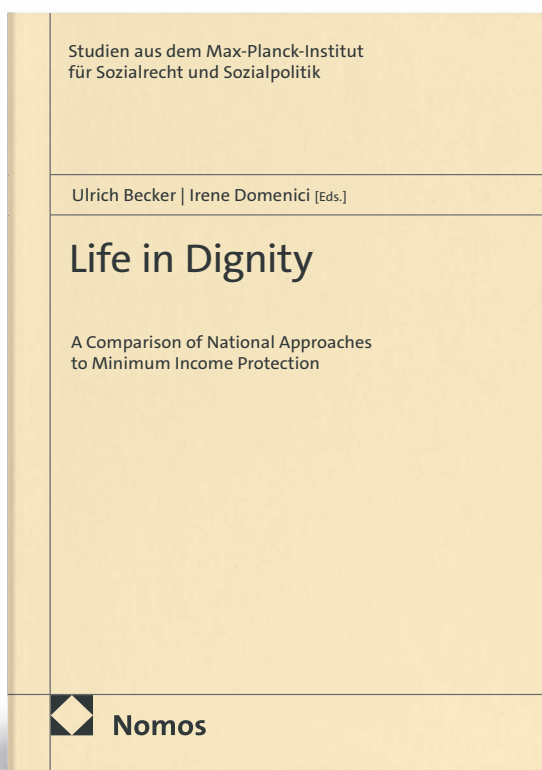 Studien aus dem Max-Planck-Institut
für Sozialrecht und Sozialpolitik
Ulrich Becker | Irene Domenici [Eds.]
Life in Dignity
A Comparison of National Approaches
to Minimum Income Protection
Nomos